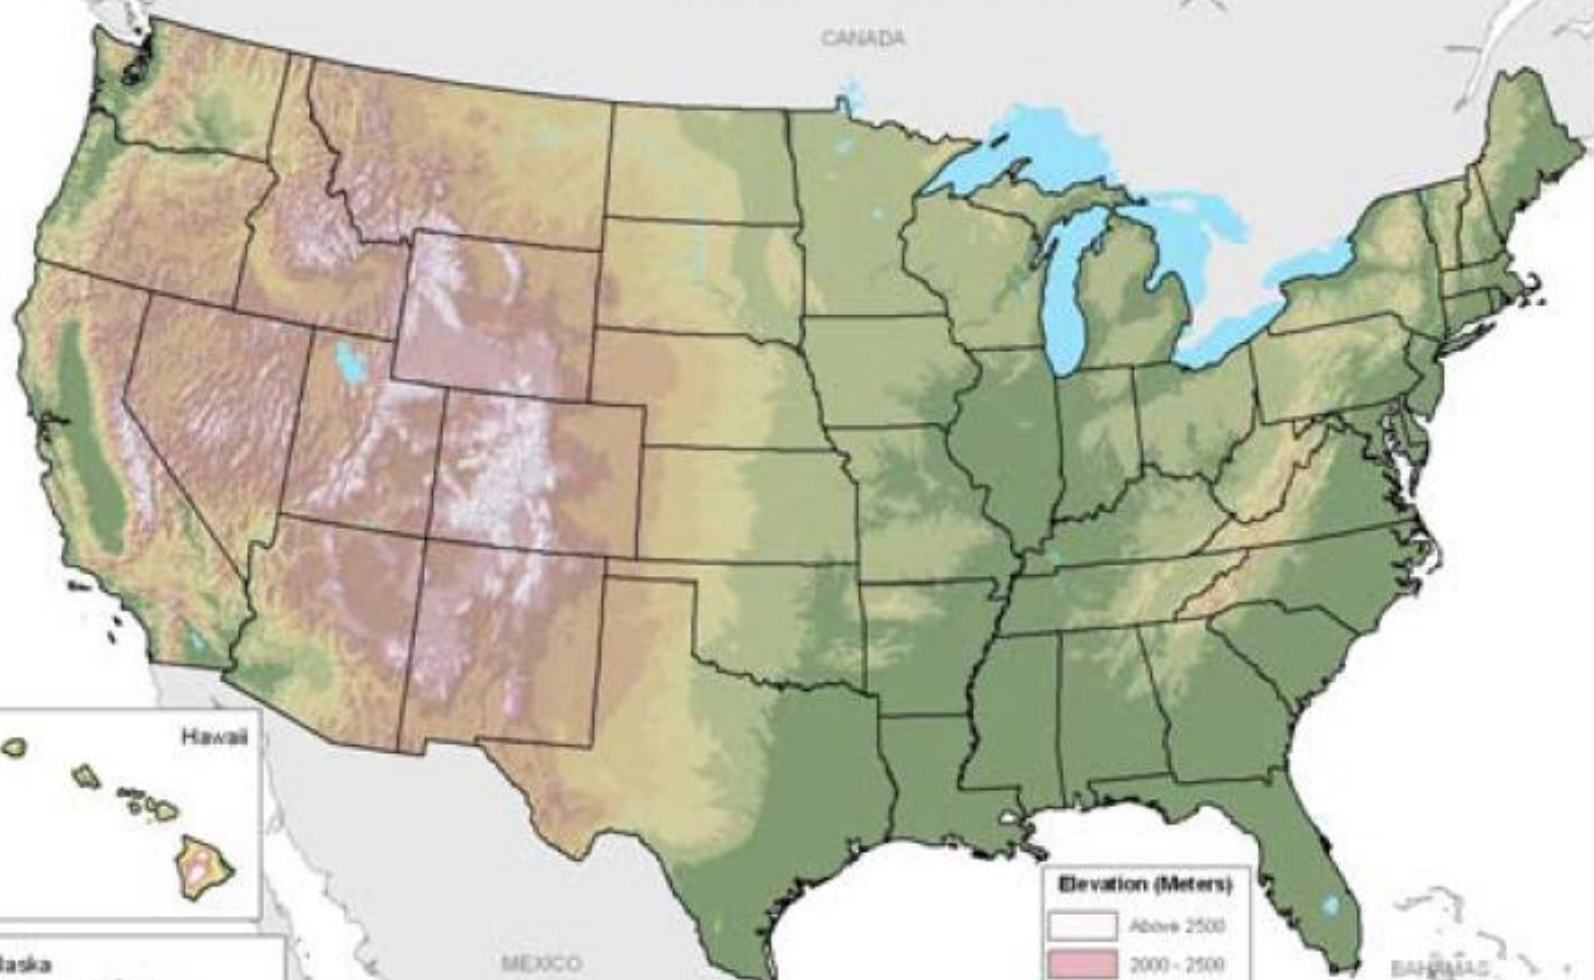 CANADA
Hawaii
laska
MEXICO
Elevation (Meters)
Above 2500
2000 - 2500
BAHAMAS